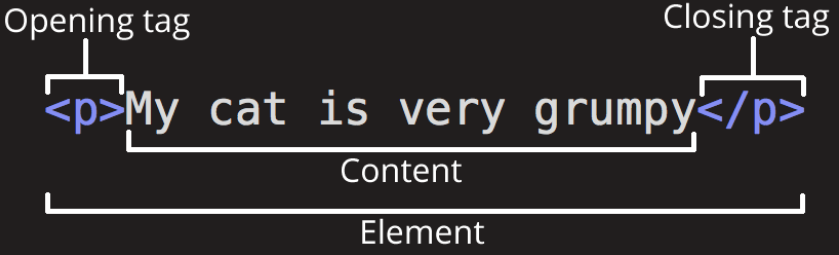 Opening tag Closing tag
<p>My cat is very grumpy</p>
Content
Element